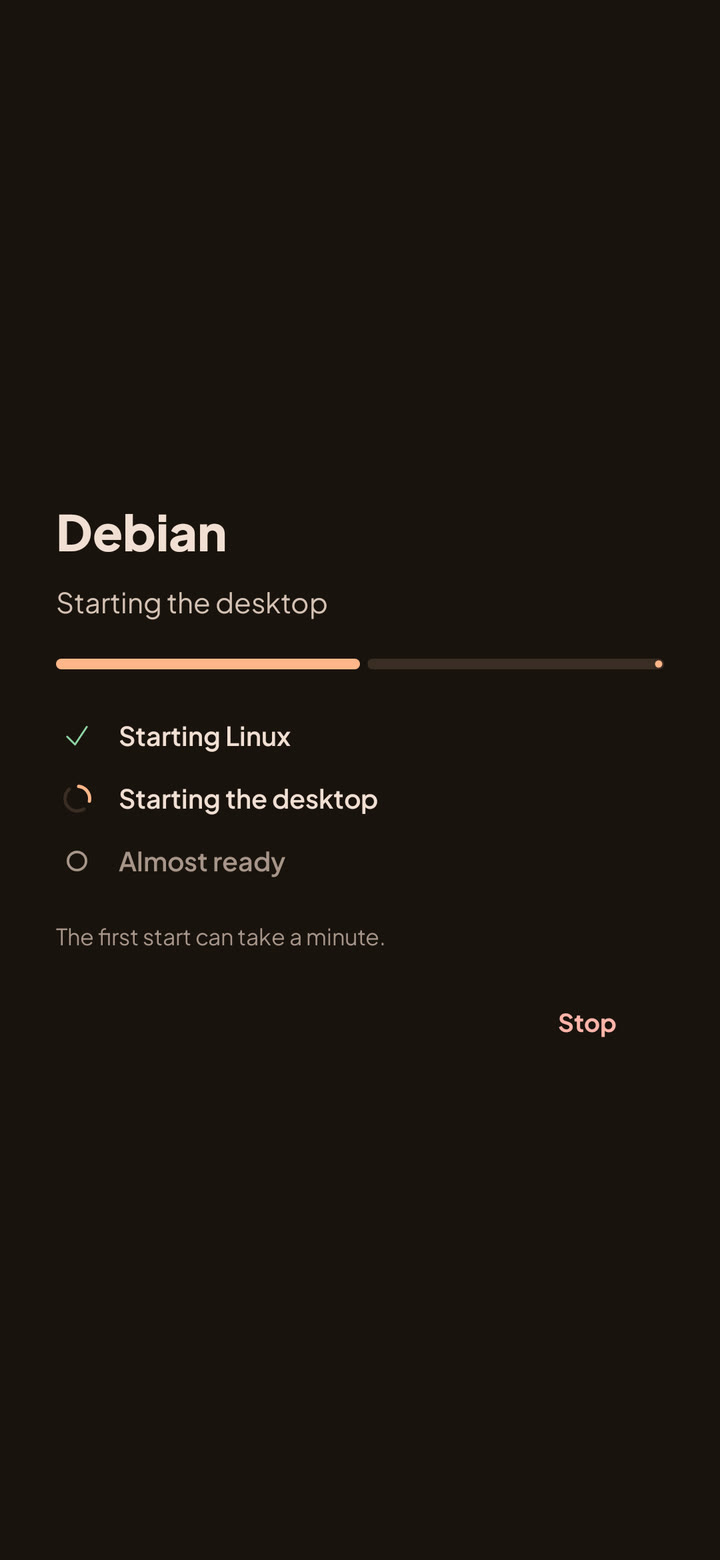 Debian
Starting the desktop
Starting Linux
Starting the desktop
Almost ready
The first start can take a minute.
Stop